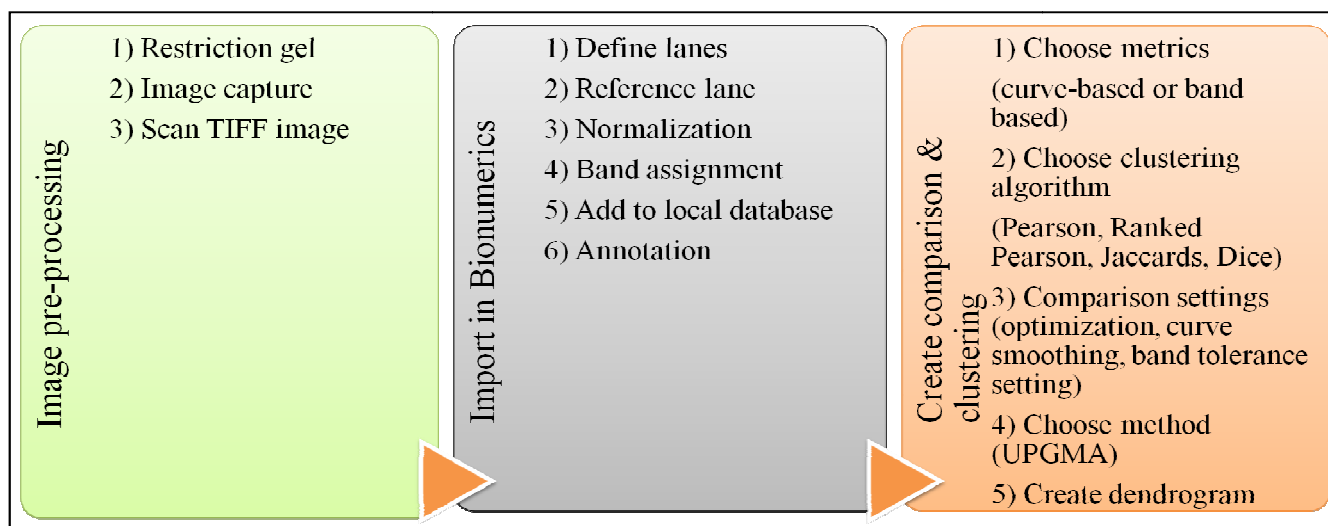 Image pre-processing
1) Restriction gel
2) Image capture
3) Scan TIFF image
Import in Bionumerics
1) Define lanes
2) Reference lane
3) Normalization
4) Band assignment
5) Add to local database
6) Annotation
Create comparison &
clustering
1) Choose metrics
(curve-based or band
based)
2) Choose clustering
algorithm
(Pearson, Ranked
Pearson, Jaccards, Dice)
3) Comparison settings
(optimization, curve
smoothing, band tolerance
setting)
4) Choose method
(UPGMA)
5) Create dendrogram